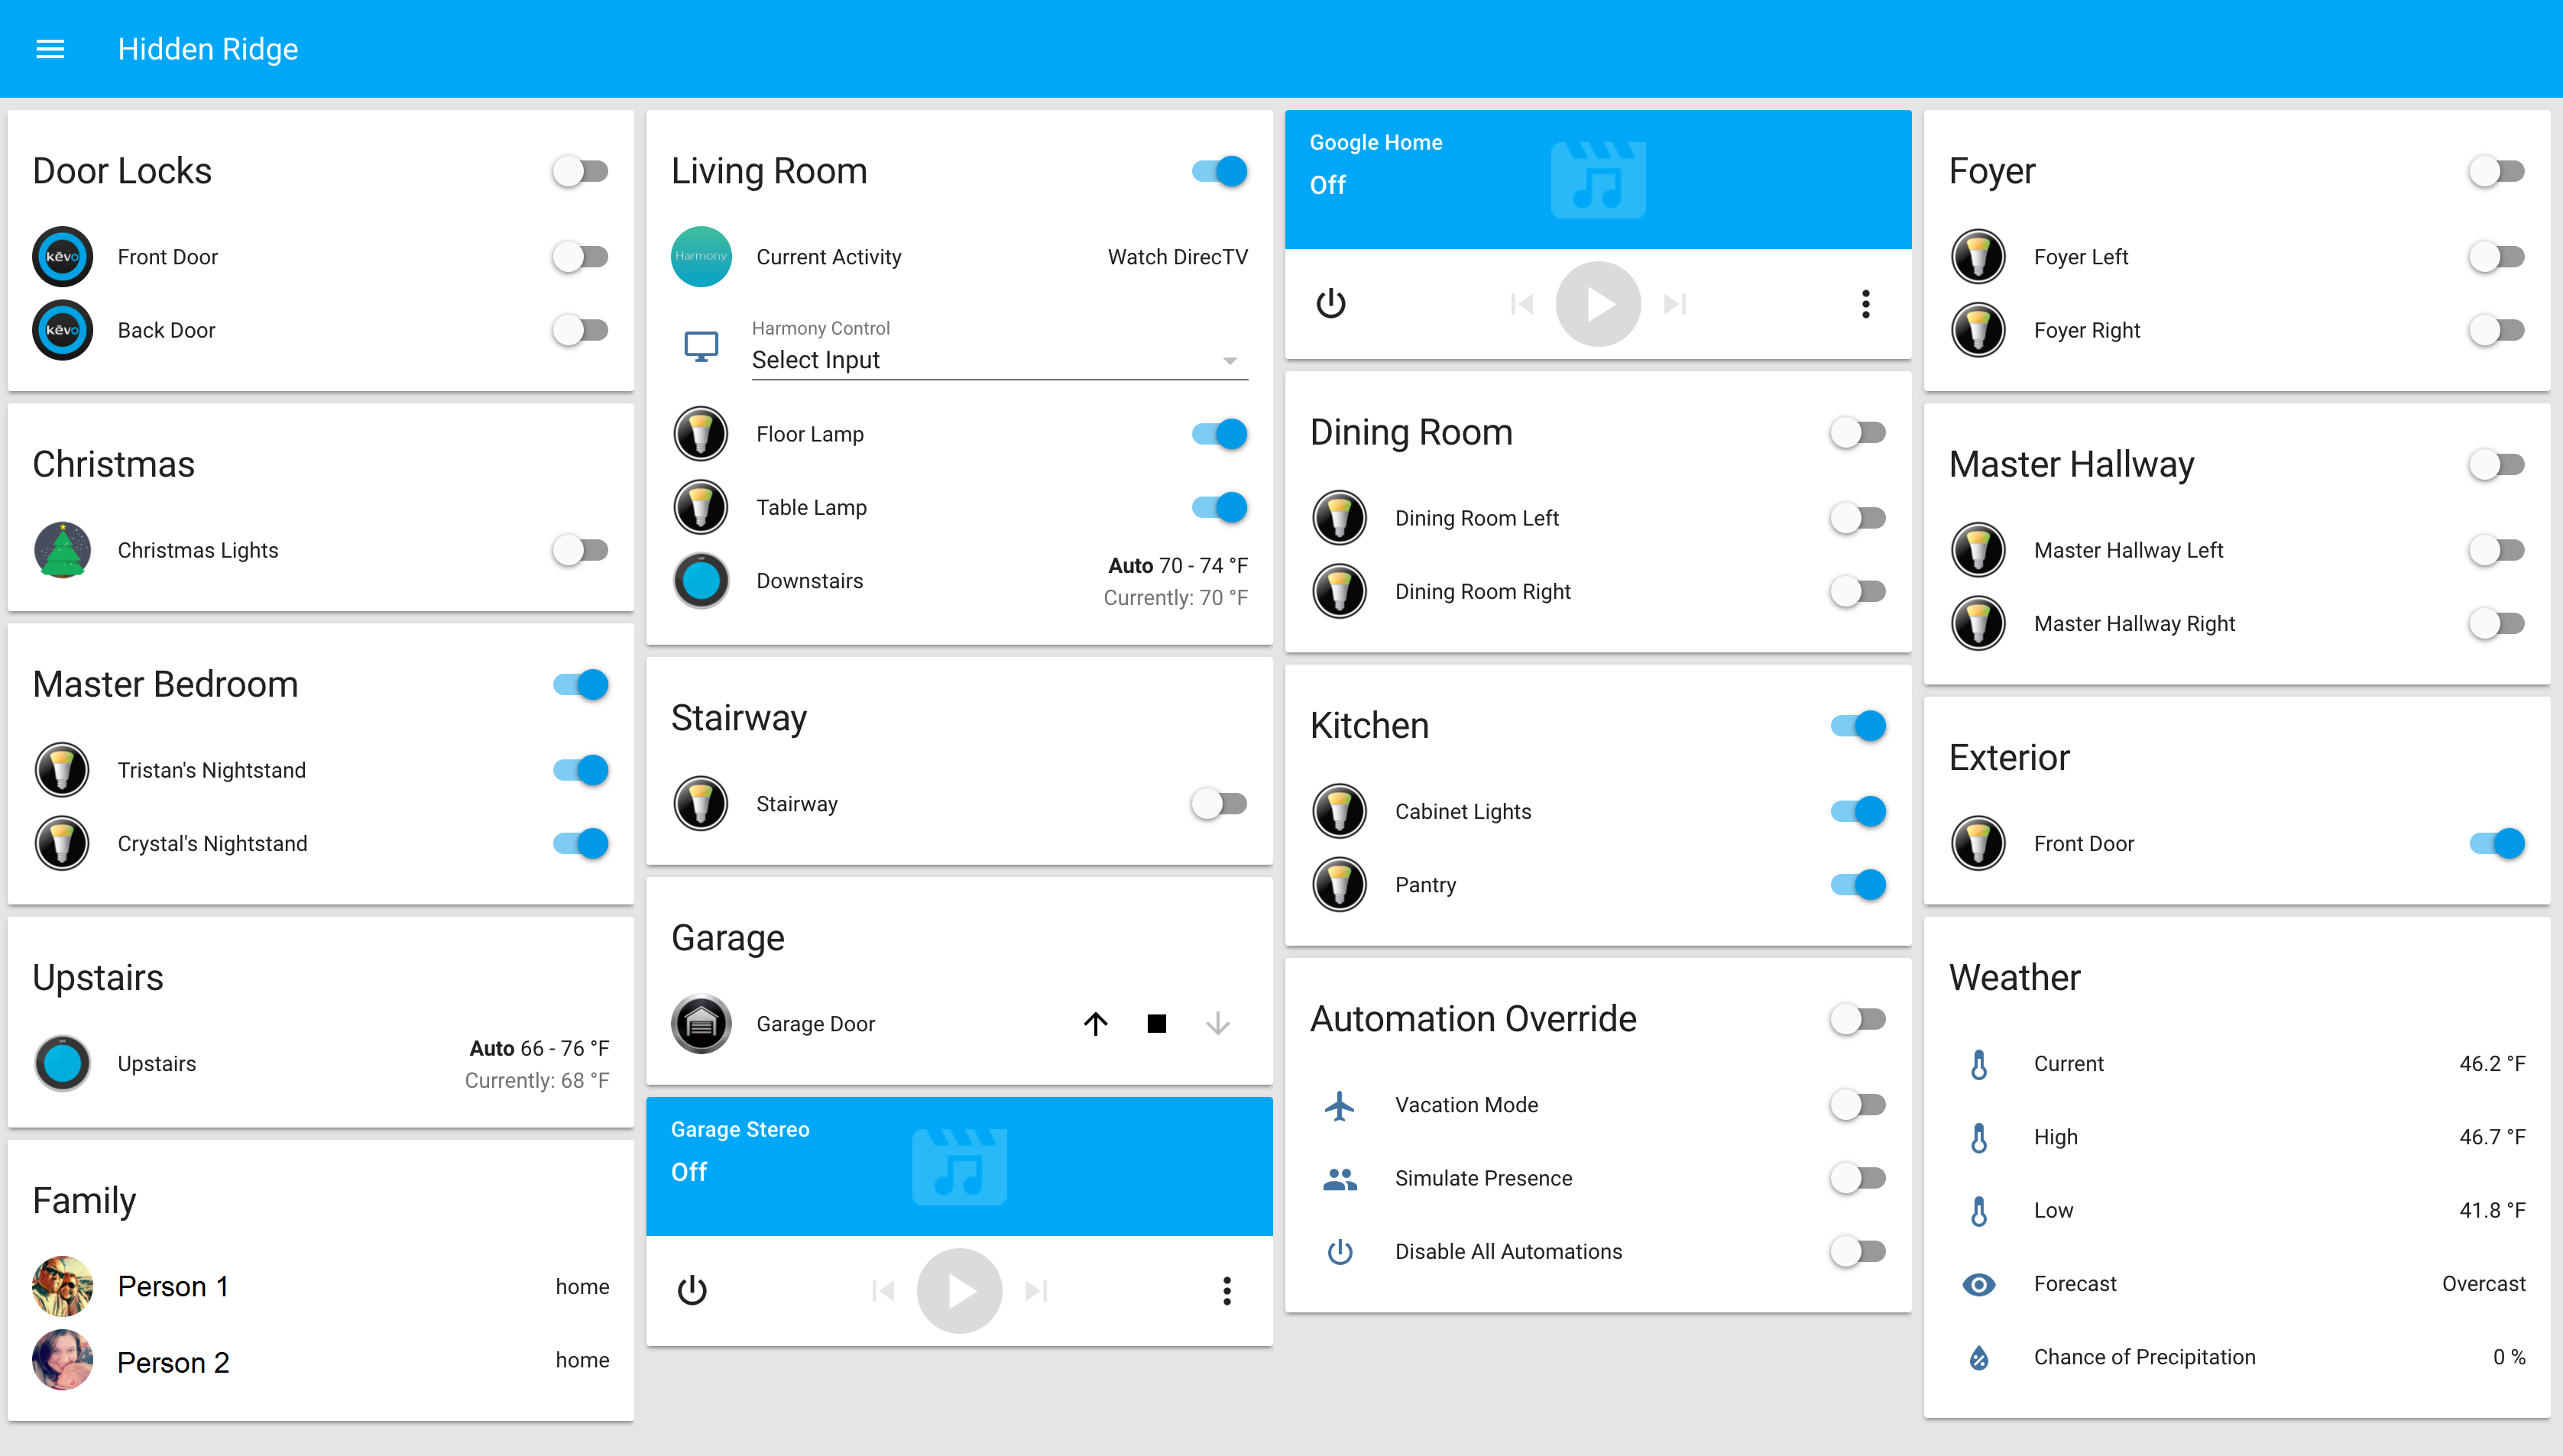 Hidden Ridge
Door Locks
kēvo
Front Door
kēvo
Back Door
Christmas
Christmas Lights
Master Bedroom
Tristan's Nightstand
Crystal's Nightstand
Upstairs
Upstairs
Auto 66 - 76 °F
Currently: 68 °F
Family
Person 1
home
Person 2
home
Living Room
Harmony
Current Activity
Watch DirecTV
Harmony Control
Select Input
Floor Lamp
Table Lamp
Downstairs
Auto 70 - 74 °F
Currently: 70 °F
Stairway
Stairway
Garage
Garage Door
Garage Stereo
Off
Google Home
Off
Dining Room
Dining Room Left
Dining Room Right
Kitchen
Cabinet Lights
Pantry
Automation Override
Vacation Mode
Simulate Presence
Disable All Automations
Foyer
Foyer Left
Foyer Right
Master Hallway
Master Hallway Left
Master Hallway Right
Exterior
Front Door
Weather
Current
46.2 °F
High
46.7 °F
Low
41.8 °F
Forecast
Overcast
Chance of Precipitation
0 %